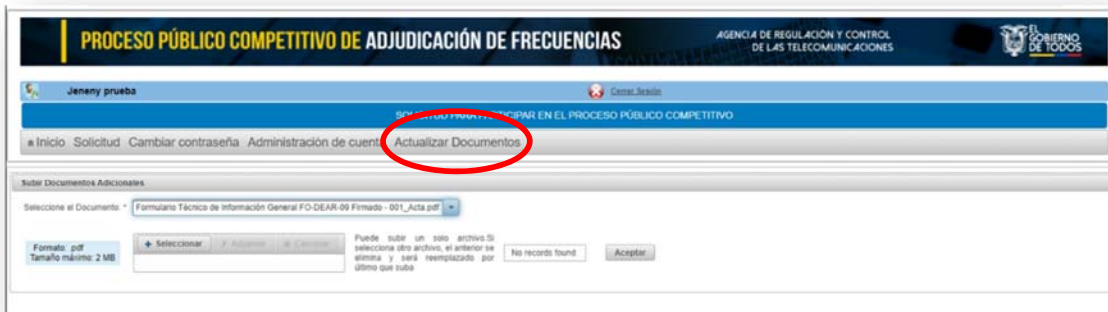 PROCESO PÚBLICO COMPETITIVO DE ADJUDICACIÓN DE FRECUENCIAS
AGENCIA DE REGULACIÓN Y CONTROL
DE LAS TELECOMUNICACIONES
EL
GOBIERNO
DE TODOS
Jeneny prueba
Cerrar Sesión
SOLICITUD PARA PARTICIPAR EN EL PROCESO PÚBLICO COMPETITIVO
Inicio Solicitud Cambiar contraseña Administración de cuenta Actualizar Documentos
Subir Documentos Adicionales
Seleccione el Documento: * Formulario Técnico de Información General FO-DEAR-09 Firmado - 001_Acta.pdf
Formato: pdf
Tamaño máximo: 2 MB
+ Seleccionar
Puede subir un solo archivo.Si
selecciona otro archivo, el anterior se
elimina y será reemplazado por
último que suba
No records found
Aceptar